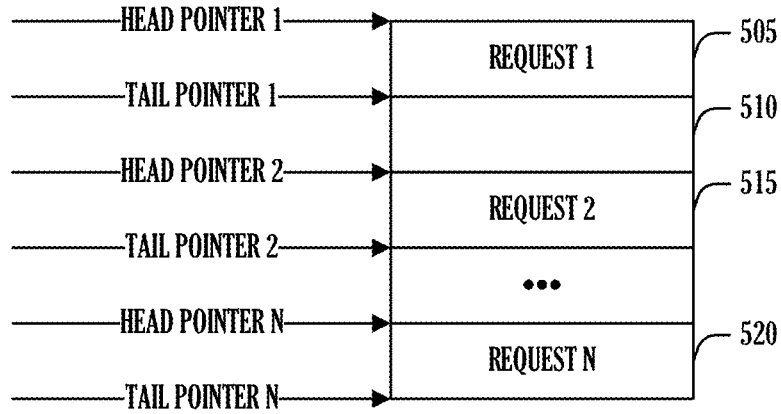 HEAD POINTER 1
505
REQUEST 1
TAIL POINTER 1
510
HEAD POINTER 2
515
REQUEST 2
TAIL POINTER 2
•••
HEAD POINTER N
520
REQUEST N
TAIL POINTER N